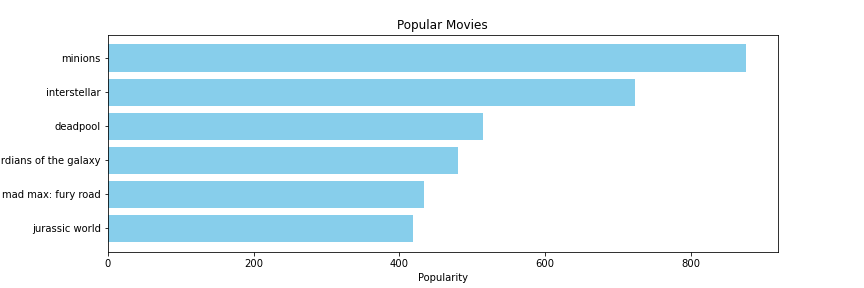 Popular Movies
minions
interstellar
deadpool
rdians of the galaxy
mad max: fury road
jurassic world
0 200 400 600 800
Popularity